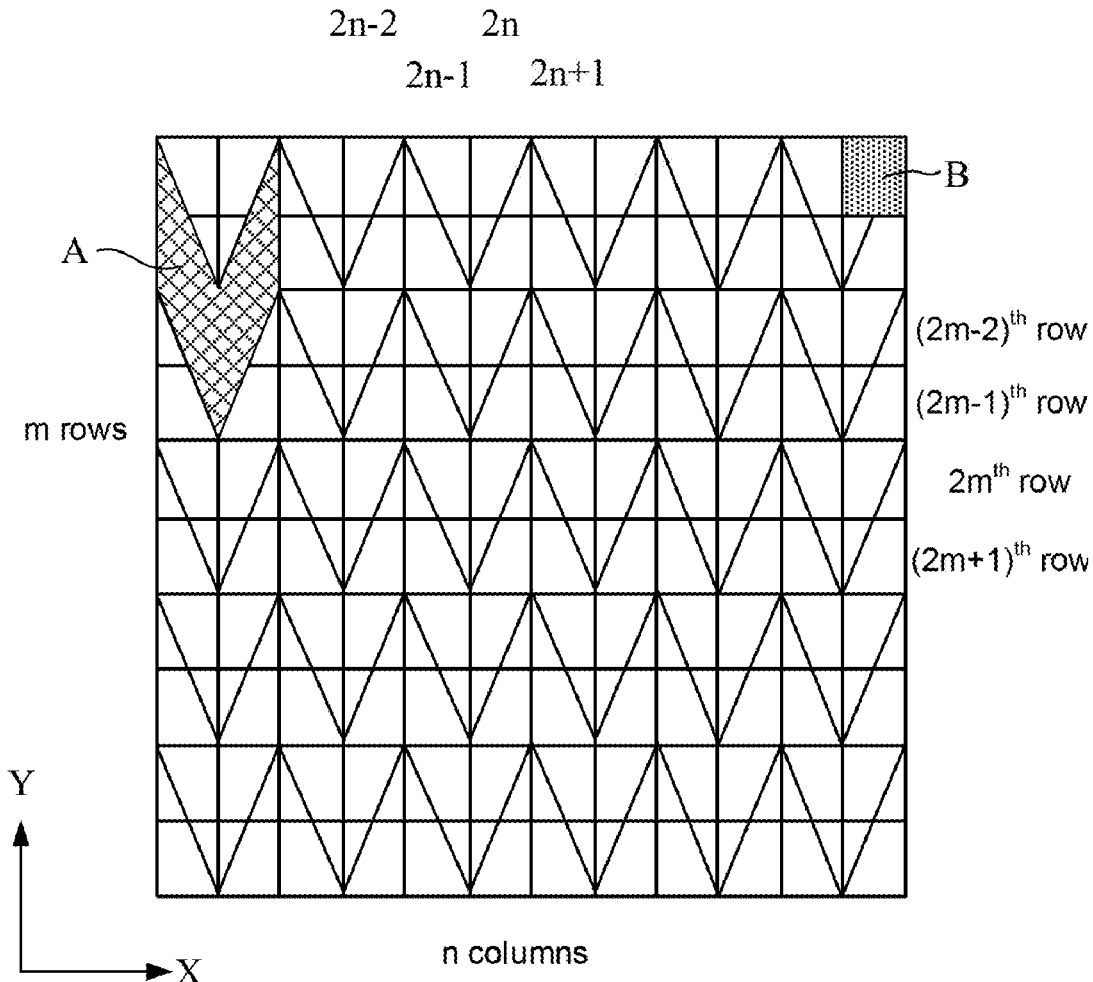 2n-2 2n
2n-1 2n+1
B
A
(2m-2)th row
(2m-1)th row
m rows
2mth row
(2m+1)th row
Y
X
n columns